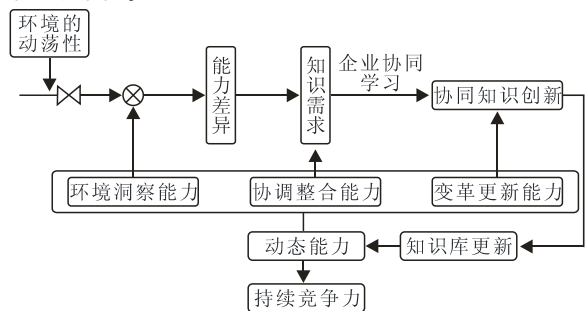 环境的
动荡性
能力差异
知识需求
企业协同
学习
协同知识创新
环境洞察能力
协调整合能力
变革更新能力
动态能力
知识库更新
持续竞争力